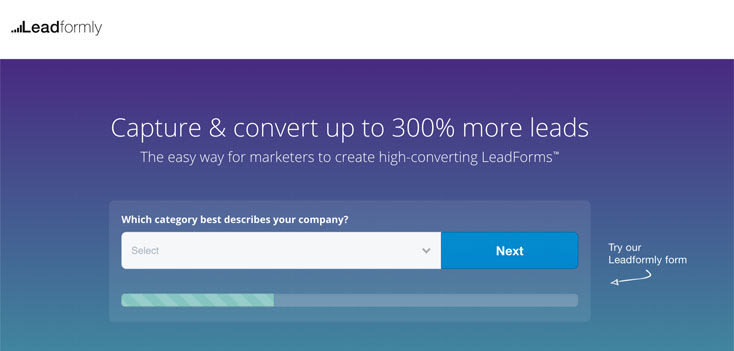 Leadformly
Capture & convert up to 300% more leads
The easy way for marketers to create high-converting LeadForms™
Which category best describes your company?
Select
Next
Try our
Leadformly form